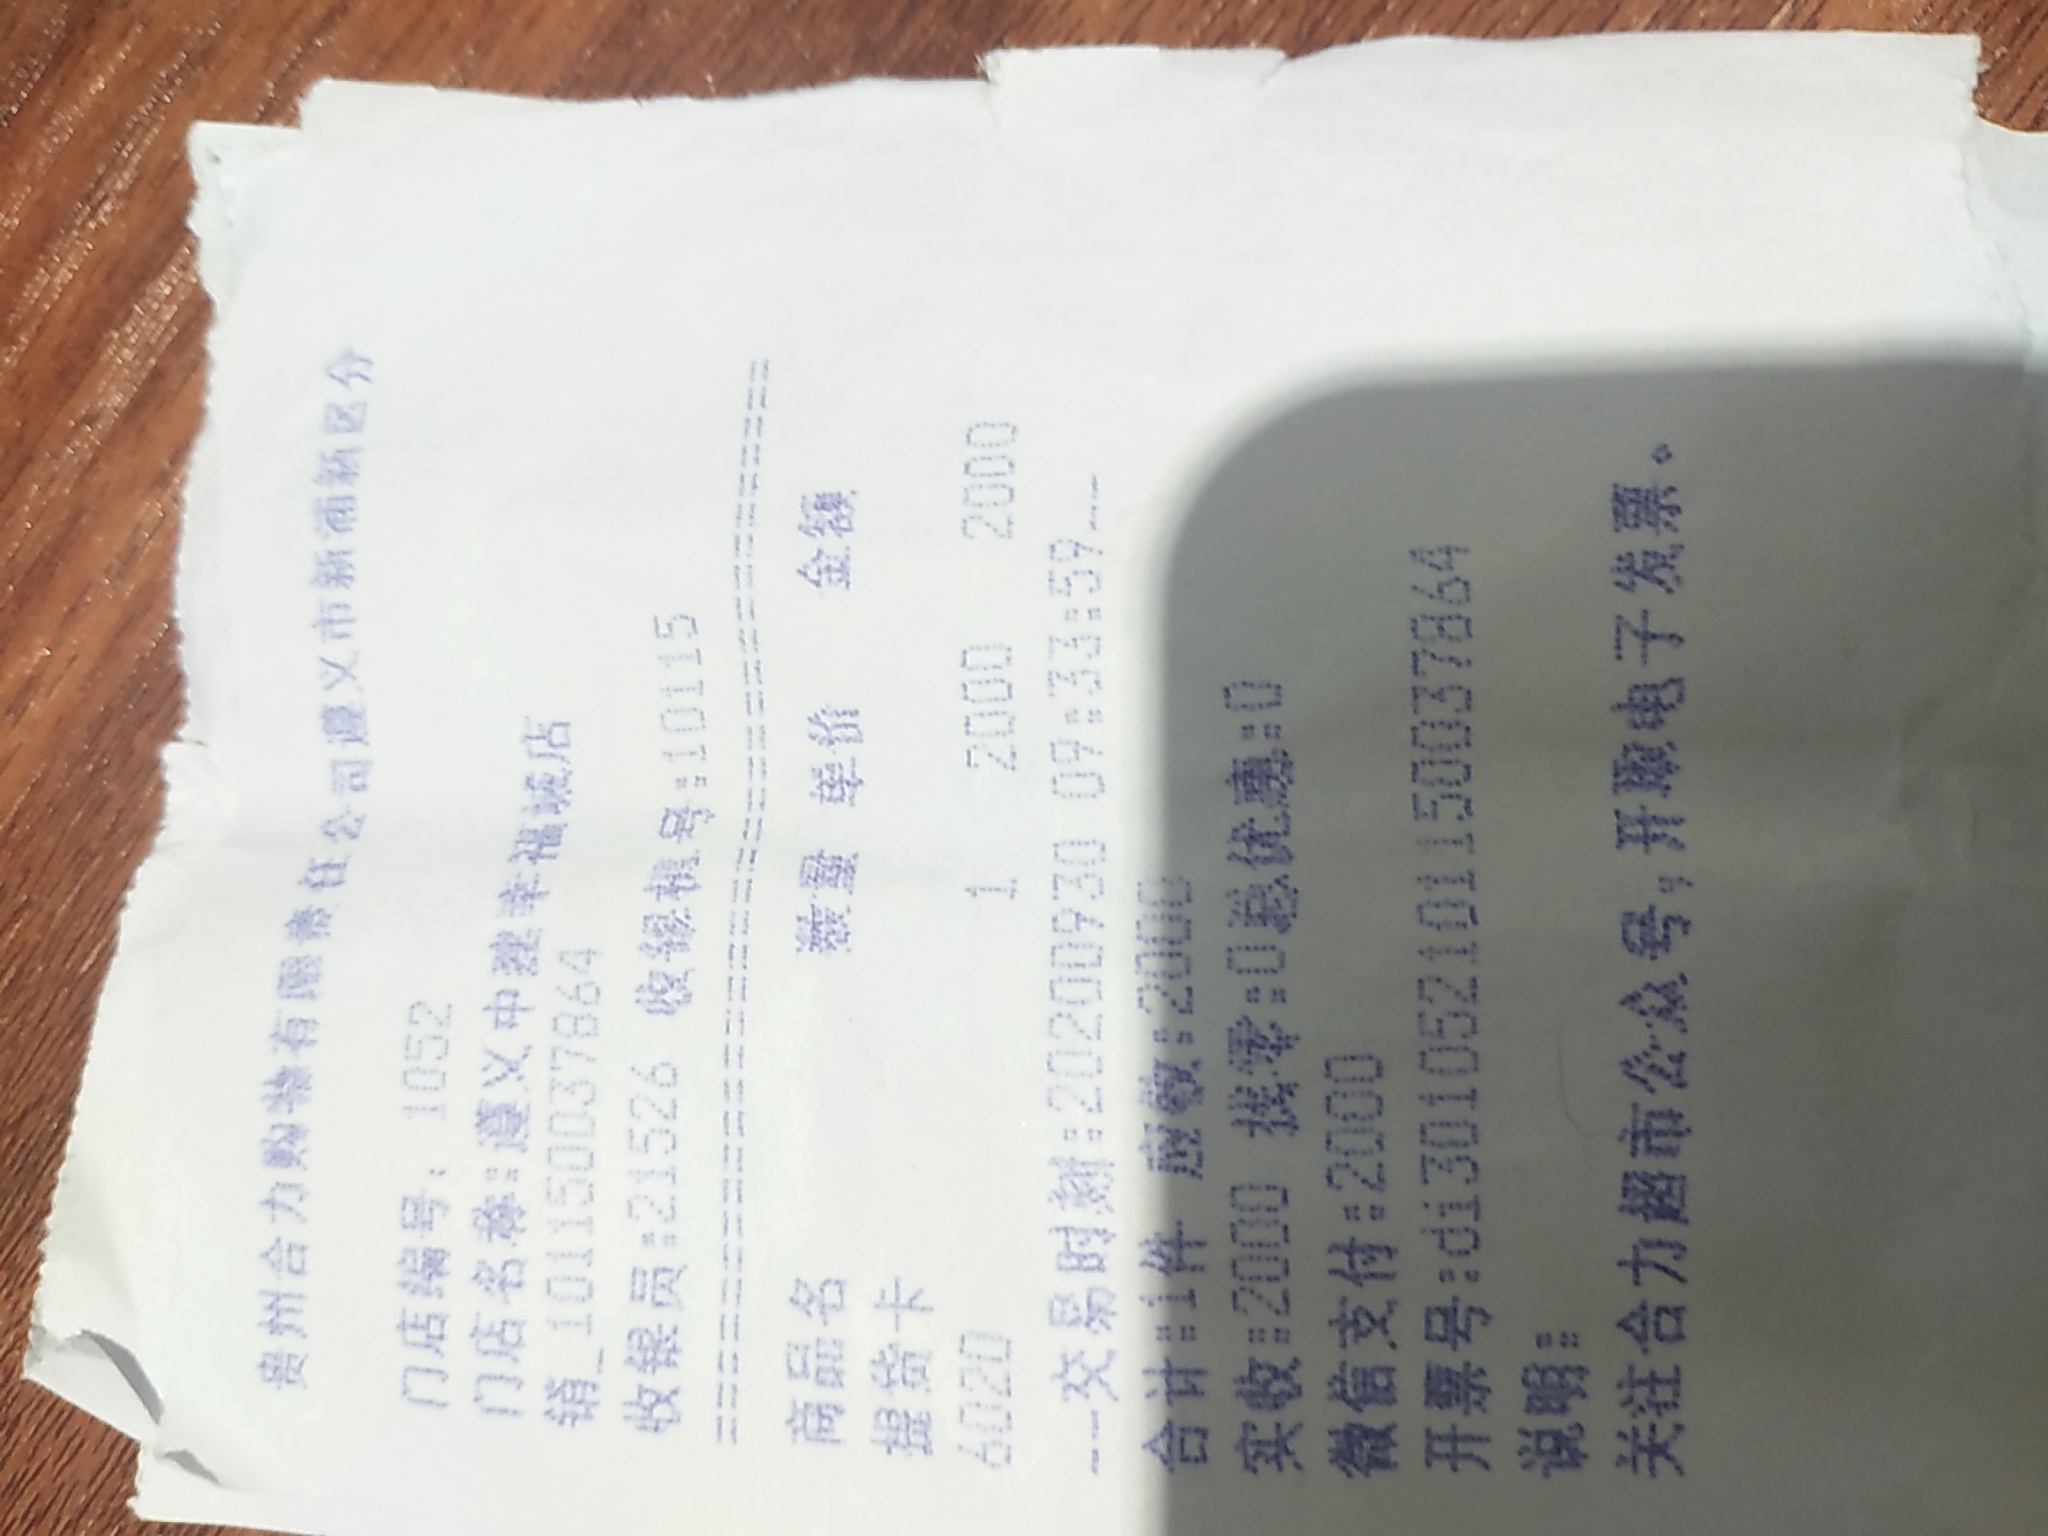 贵州合力购物有限责任公司遵义市新浦新区分
门店编号: 1052
门店名称:遵义中建幸福城店
销_101150037864
收银员:21526 收银机号:10115
==============================
商品名 数量 单价 金额
提货卡
6020 1 2000 2000
---交易时刻:20200930 09:33:59---
合计:1件 应收:2000
实收:2000 找零:0总优惠:0
微信支付:2000
开票号:di301052101150037864
说明:
关注合力超市公众号,开取电子发票。